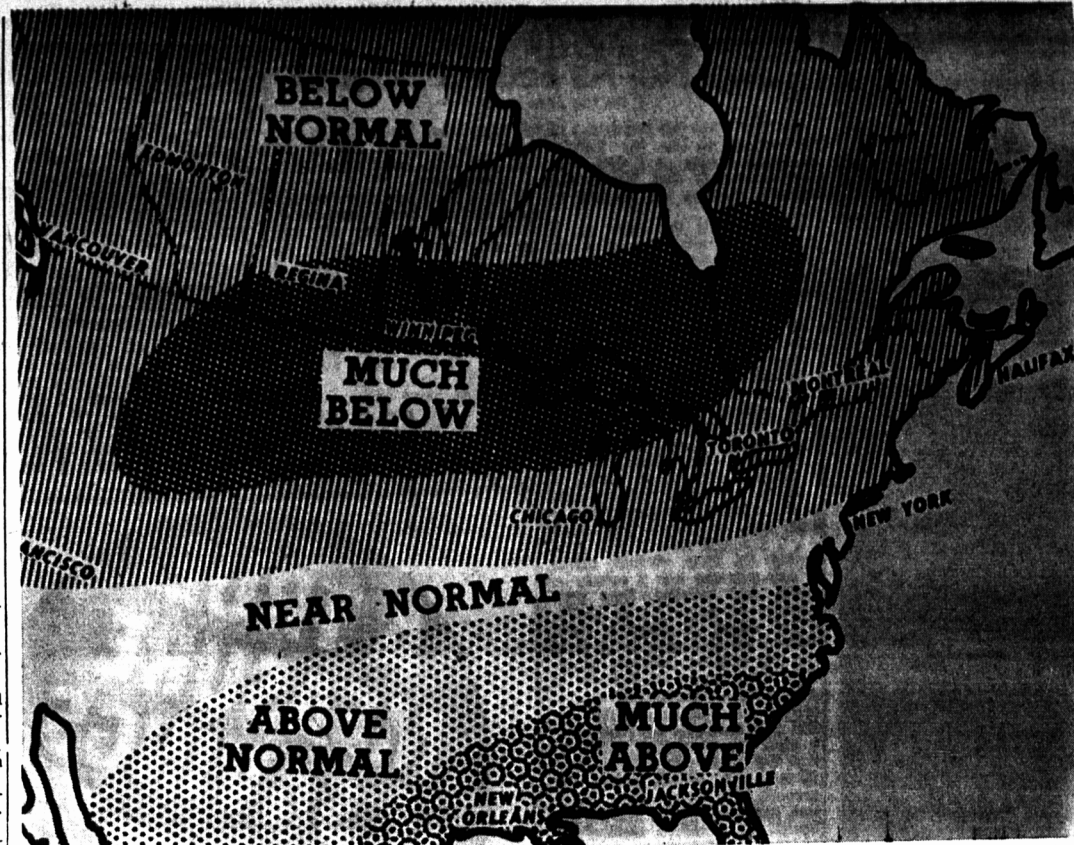 BELOW
NORMAL
EDMONTON
VANCOUVER
REGINA
WINNIPEG
MUCH
BELOW
MONTREAL
HALIFAX
TORONTO
CHICAGO
NEW YORK
ANCISCO
NEAR NORMAL
ABOVE
NORMAL
MUCH
ABOVE
JACKSONVILLE
NEW
ORLEANS